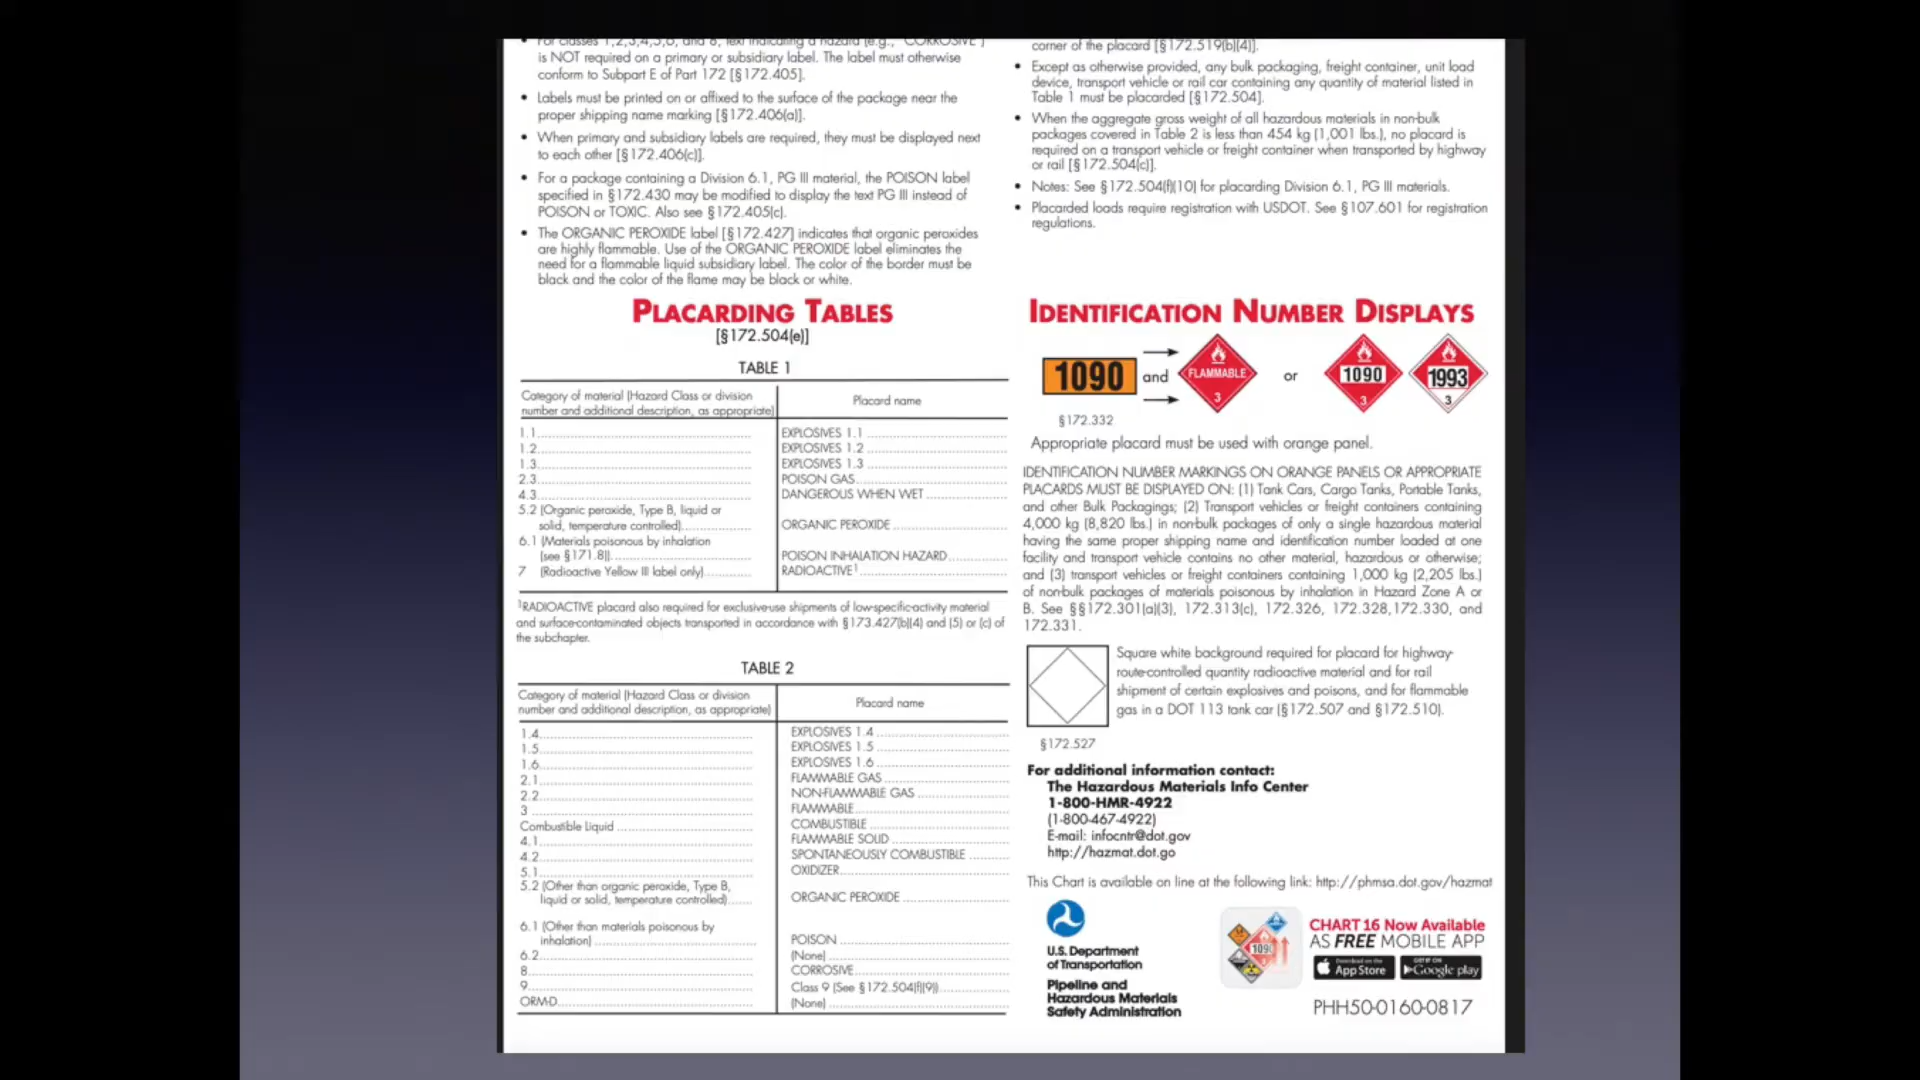 For classes 1,2,3,4,5,6, and 8, text indicating a hazard (e.g., "CORROSIVE")
is NOT required on a primary or subsidiary label. The label must otherwise
conform to Subpart E of Part 172 [§172.405].
• Labels must be printed on or affixed to the surface of the package near the
proper shipping name marking [§172.406(a)].
• When primary and subsidiary labels are required, they must be displayed next
to each other [§172.406(c)].
• For a package containing a Division 6.1, PG III material, the POISON label
specified in §172.430 may be modified to display the text PG III instead of
POISON or TOXIC. Also see §172.405(c).
• The ORGANIC PEROXIDE label [§172.427] indicates that organic peroxides
are highly flammable. Use of the ORGANIC PEROXIDE label eliminates the
need for a flammable liquid subsidiary label. The color of the border must be
black and the color of the flame may be black or white.
PLACARDING TABLES
[§172.504(e)]
TABLE 1
Category of material (Hazard Class or division
number and additional description, as appropriate)
Placard name
1.1 EXPLOSIVES 1.1
1.2 EXPLOSIVES 1.2
1.3 EXPLOSIVES 1.3
2.3 POISON GAS
4.3 DANGEROUS WHEN WET
5.2 (Organic peroxide, Type B, liquid or
solid, temperature controlled) ORGANIC PEROXIDE
6.1 (Materials poisonous by inhalation
(see §171.8)) POISON INHALATION HAZARD
7 (Radioactive Yellow III label only) RADIOACTIVE1
1RADIOACTIVE placard also required for exclusive-use shipments of low-specific-activity material
and surface-contaminated objects transported in accordance with §173.427(b)(4) and (5) or (c) of
the subchapter.
TABLE 2
Category of material (Hazard Class or division
number and additional description, as appropriate)
Placard name
1.4 EXPLOSIVES 1.4
1.5 EXPLOSIVES 1.5
1.6 EXPLOSIVES 1.6
2.1 FLAMMABLE GAS
2.2 NON-FLAMMABLE GAS
3 FLAMMABLE
Combustible Liquid COMBUSTIBLE
4.1 FLAMMABLE SOLID
4.2 SPONTANEOUSLY COMBUSTIBLE
5.1 OXIDIZER
5.2 (Other than organic peroxide, Type B,
liquid or solid, temperature controlled) ORGANIC PEROXIDE
6.1 (Other than materials poisonous by
inhalation) POISON
6.2 (None)
8 CORROSIVE
9 Class 9 (See §172.504(f)(9))
ORM-D (None)
corner of the placard [§172.519(b)(4)].
• Except as otherwise provided, any bulk packaging, freight container, unit load
device, transport vehicle or rail car containing any quantity of material listed in
Table 1 must be placarded [§172.504].
• When the aggregate gross weight of all hazardous materials in non-bulk
packages covered in Table 2 is less than 454 kg (1,001 lbs.), no placard is
required on a transport vehicle or freight container when transported by highway
or rail [§172.504(c)].
• Notes: See §172.504(f)(10) for placarding Division 6.1, PG III materials.
• Placarded loads require registration with USDOT. See §107.601 for registration
regulations.
IDENTIFICATION NUMBER DISPLAYS
1090 and FLAMMABLE 3 or 1090 3 1993 3
§172.332
Appropriate placard must be used with orange panel.
IDENTIFICATION NUMBER MARKINGS ON ORANGE PANELS OR APPROPRIATE
PLACARDS MUST BE DISPLAYED ON: (1) Tank Cars, Cargo Tanks, Portable Tanks,
and other Bulk Packagings; (2) Transport vehicles or freight containers containing
4,000 kg (8,820 lbs.) in non-bulk packages of only a single hazardous material
having the same proper shipping name and identification number loaded at one
facility and transport vehicle contains no other material, hazardous or otherwise;
and (3) transport vehicles or freight containers containing 1,000 kg (2,205 lbs.)
of non-bulk packages of materials poisonous by inhalation in Hazard Zone A or
B. See §§172.301(a)(3), 172.313(c), 172.326, 172.328,172.330, and
172.331.
Square white background required for placard for highway-
route-controlled quantity radioactive material and for rail
shipment of certain explosives and poisons, and for flammable
gas in a DOT 113 tank car (§172.507 and §172.510).
§172.527
For additional information contact:
The Hazardous Materials Info Center
1-800-HMR-4922
(1-800-467-4922)
E-mail: infocntr@dot.gov
http://hazmat.dot.go
This Chart is available on line at the following link: http://phmsa.dot.gov/hazmat
U.S. Department
of Transportation
Pipeline and
Hazardous Materials
Safety Administration
1090
CHART 16 Now Available
AS FREE MOBILE APP
Download on the
App Store
GET IT ON
Google play
PHH50-0160-0817